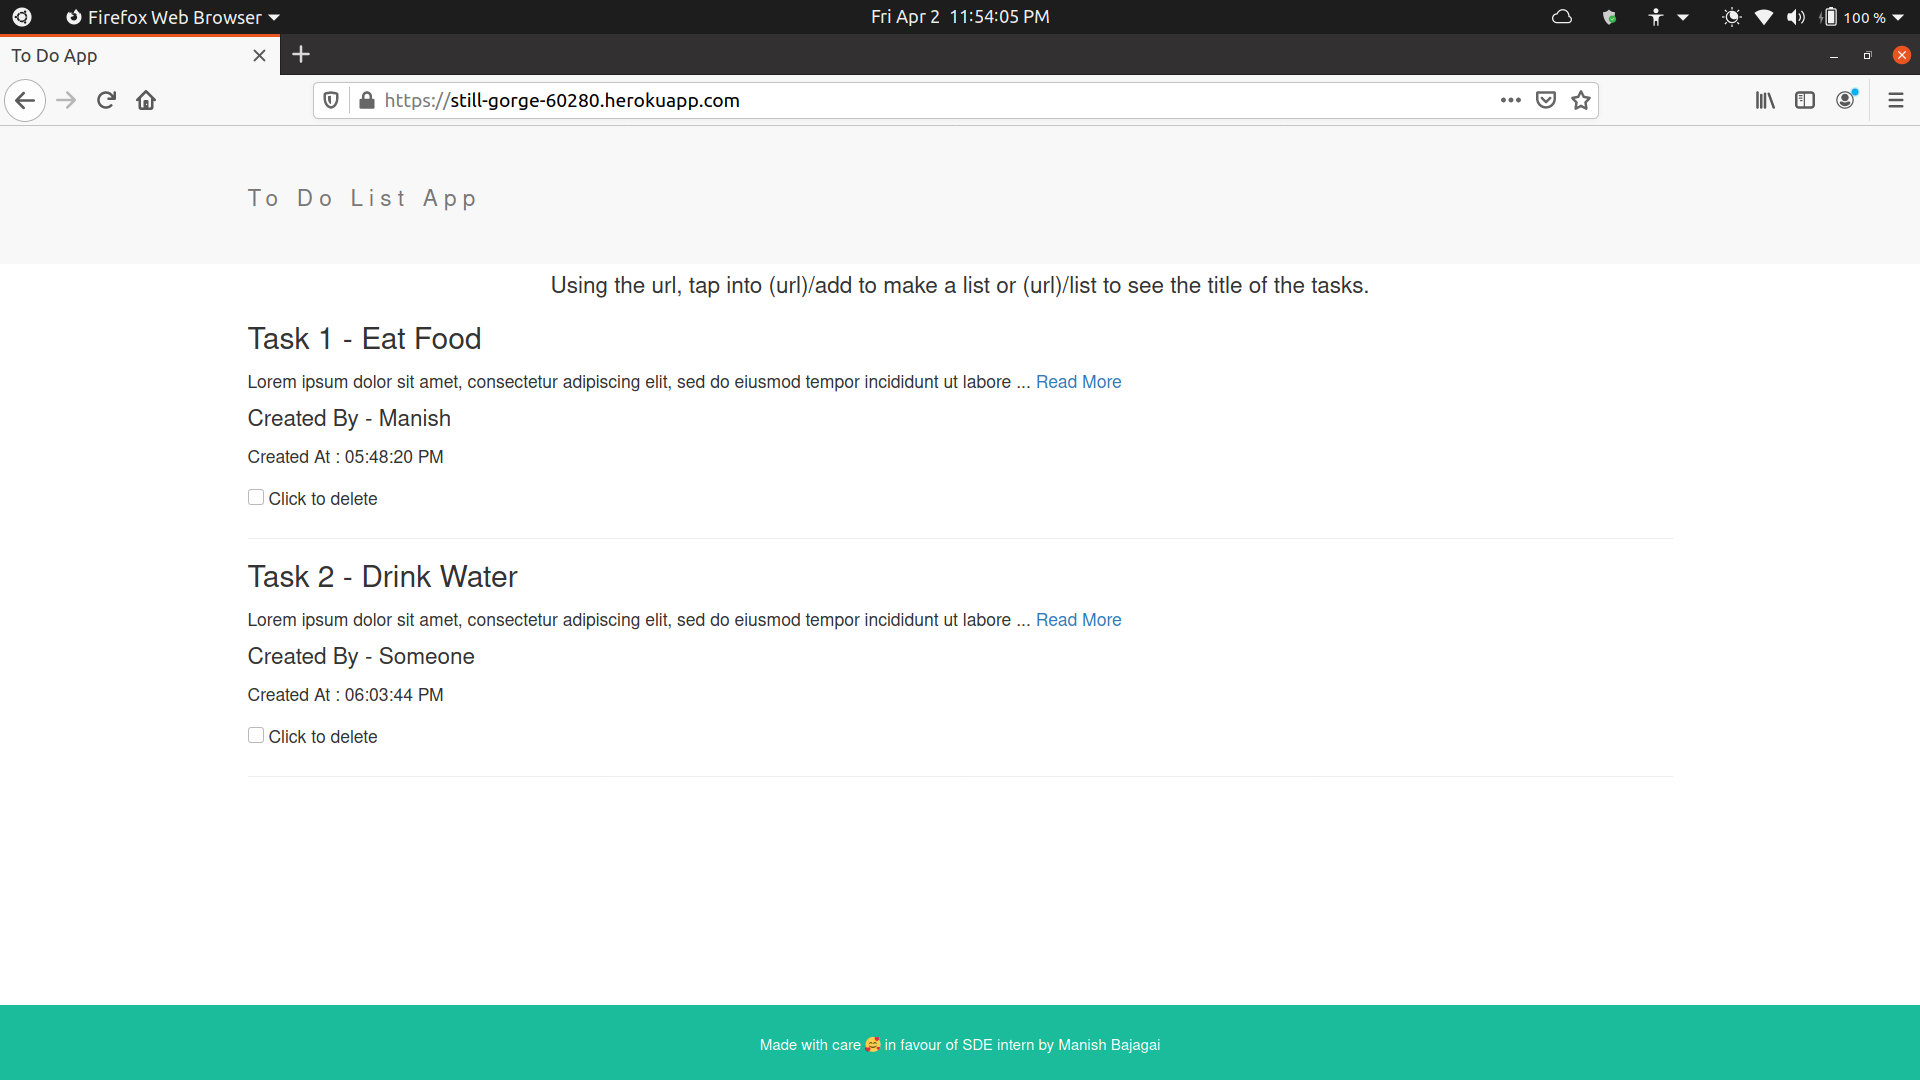 Firefox Web Browser
Fri Apr 2 11:54:05 PM
100 %
To Do App
https://still-gorge-60280.herokuapp.com
To Do List App
Using the url, tap into (url)/add to make a list or (url)/list to see the title of the tasks.
Task 1 - Eat Food
Lorem ipsum dolor sit amet, consectetur adipiscing elit, sed do eiusmod tempor incididunt ut labore ... Read More
Created By - Manish
Created At : 05:48:20 PM
Click to delete
Task 2 - Drink Water
Lorem ipsum dolor sit amet, consectetur adipiscing elit, sed do eiusmod tempor incididunt ut labore ... Read More
Created By - Someone
Created At : 06:03:44 PM
Click to delete
Made with care 🥰 in favour of SDE intern by Manish Bajagai